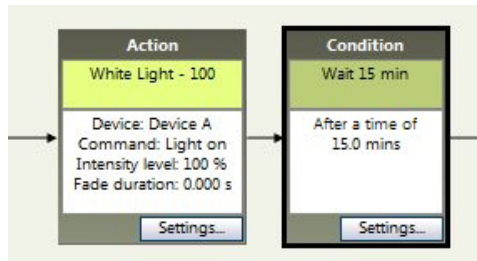 Action
White Light - 100
Device: Device A
Command: Light on
Intensity level: 100 %
Fade duration: 0.000 s
Settings...
Condition
Wait 15 min
After a time of
15.0 mins
Settings...